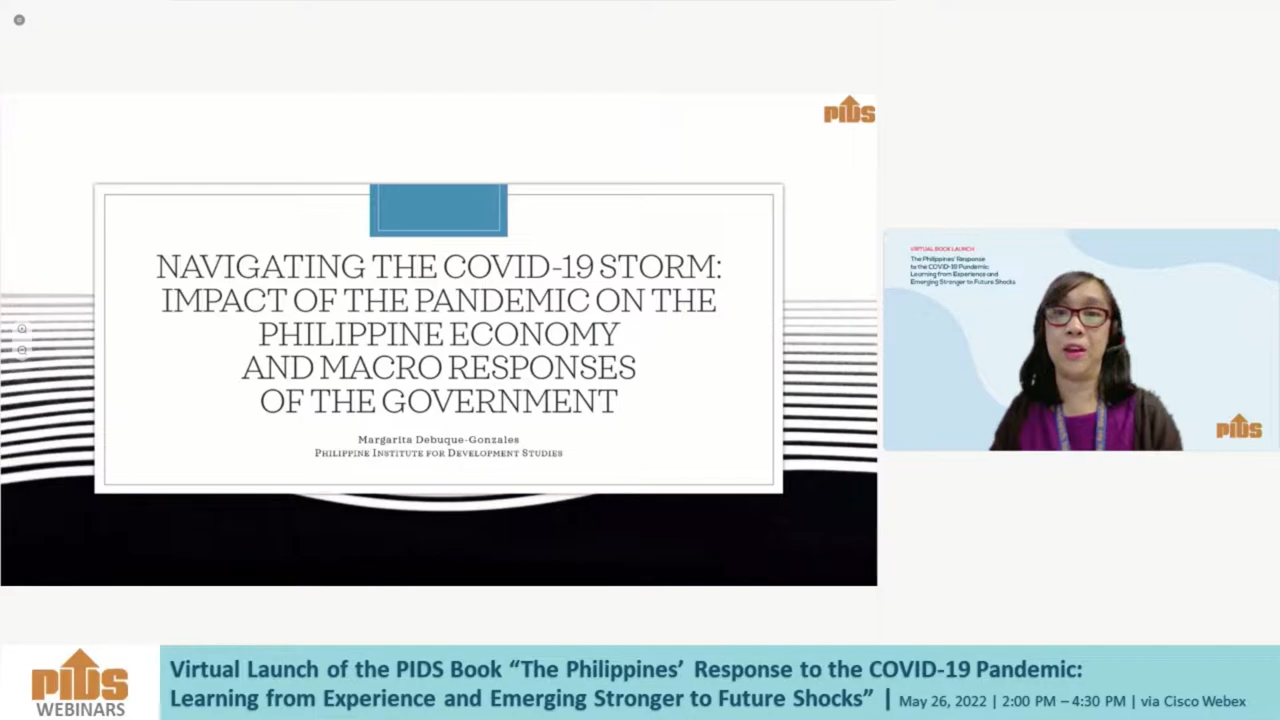 PIDS
NAVIGATING THE COVID-19 STORM:
IMPACT OF THE PANDEMIC ON THE
PHILIPPINE ECONOMY
AND MACRO RESPONSES
OF THE GOVERNMENT
Margarita Debuque-Gonzales
PHILIPPINE INSTITUTE FOR DEVELOPMENT STUDIES
VIRTUAL BOOK LAUNCH
The Philippines' Response
to the COVID-19 Pandemic:
Learning from Experience and
Emerging Stronger to Future Shocks
PIDS
PIDS
WEBINARS
Virtual Launch of the PIDS Book “The Philippines’ Response to the COVID-19 Pandemic:
Learning from Experience and Emerging Stronger to Future Shocks” | May 26, 2022 | 2:00 PM – 4:30 PM | via Cisco Webex